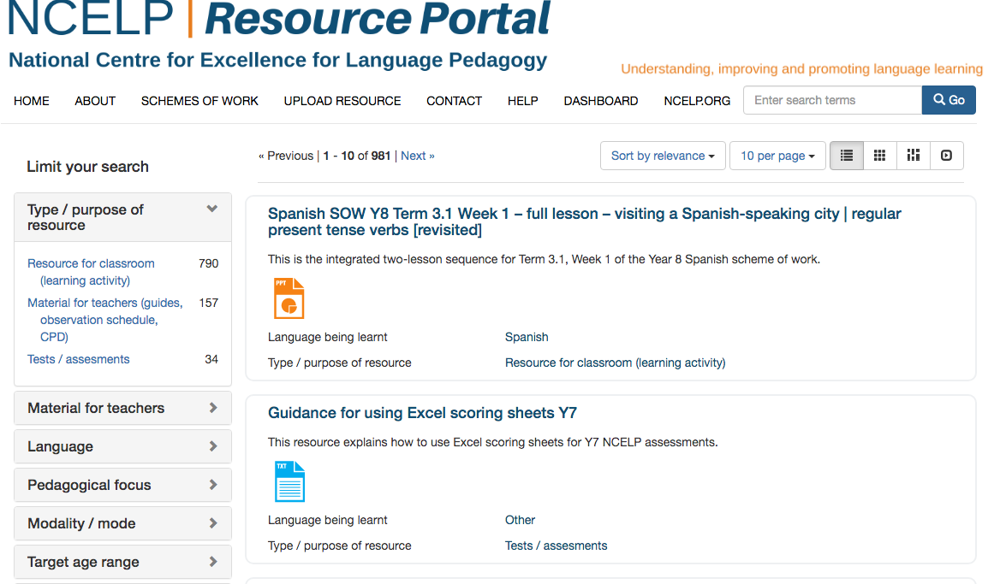 NCELP | Resource Portal
National Centre for Excellence for Language Pedagogy
Understanding, improving and promoting language learning
HOME ABOUT SCHEMES OF WORK UPLOAD RESOURCE CONTACT HELP DASHBOARD NCELP.ORG Enter search terms Go
Limit your search
Type / purpose of
resource
Resource for classroom 790
(learning activity)
Material for teachers (guides, 157
observation schedule,
CPD)
Tests / assesments 34
Material for teachers
Language
Pedagogical focus
Modality / mode
Target age range
« Previous | 1 - 10 of 981 | Next »
Sort by relevance 10 per page
Spanish SOW Y8 Term 3.1 Week 1 – full lesson – visiting a Spanish-speaking city | regular
present tense verbs [revisited]
This is the integrated two-lesson sequence for Term 3.1, Week 1 of the Year 8 Spanish scheme of work.
PPT
Language being learnt Spanish
Type / purpose of resource Resource for classroom (learning activity)
Guidance for using Excel scoring sheets Y7
This resource explains how to use Excel scoring sheets for Y7 NCELP assessments.
TXT
Language being learnt Other
Type / purpose of resource Tests / assesments